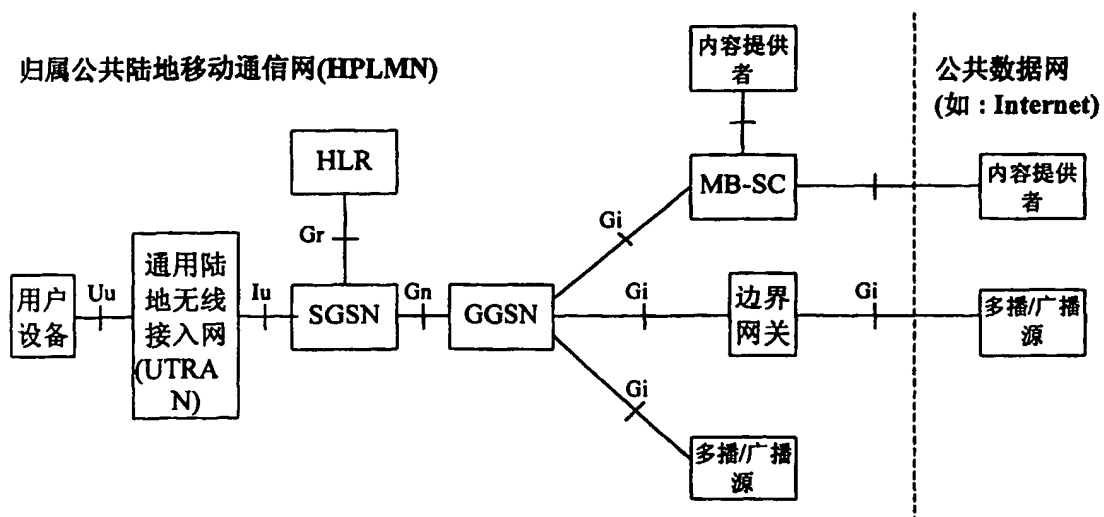 归属公共陆地移动通信网(HPLMN)
内容提供
者
公共数据网
(如：Internet)
HLR
MB-SC
内容提供
者
Gr
Gi
用户
设备
Uu
通用陆
地无线
接入网
(UTRA
N)
Iu
SGSN
Gn
GGSN
Gi
边界
网关
Gi
多播/广播
源
Gi
多播/广播
源